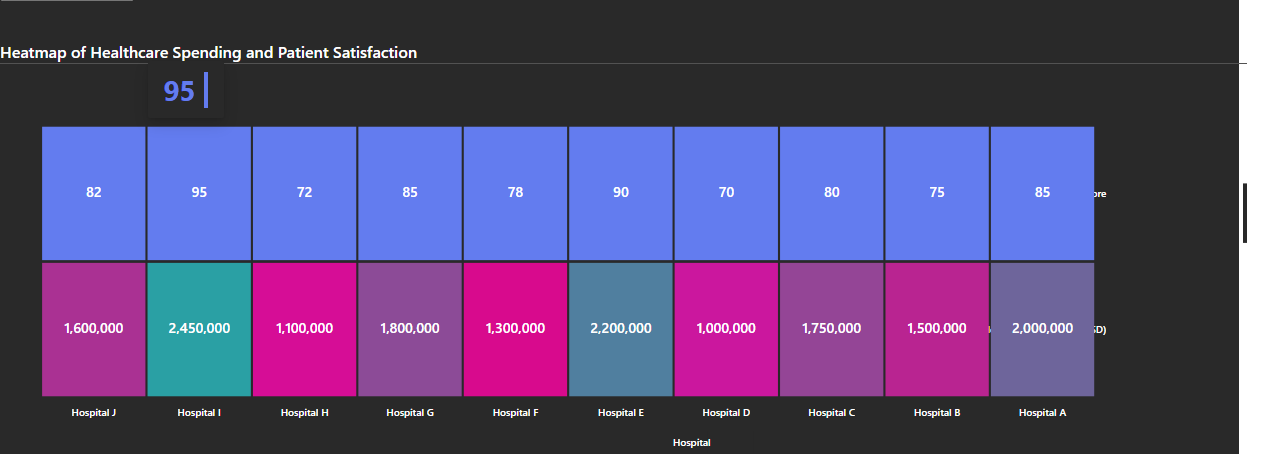 Heatmap of Healthcare Spending and Patient Satisfaction
95
82 95 72 85 78 90 70 80 75 85
1,600,000 2,450,000 1,100,000 1,800,000 1,300,000 2,200,000 1,000,000 1,750,000 1,500,000 2,000,000
Hospital J Hospital I Hospital H Hospital G Hospital F Hospital E Hospital D Hospital C Hospital B Hospital A
Hospital